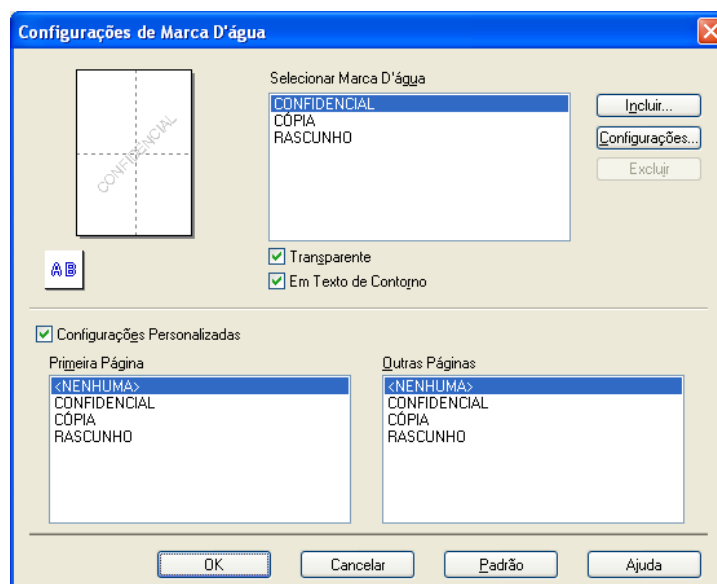 Configurações de Marca D'água
Selecionar Marca D'água
CONFIDENCIAL
CÓPIA
RASCUNHO
Incluir...
Configurações...
Excluir
CONFIDENCIAL
AB
Transparente
Em Texto de Contorno
Configurações Personalizadas
Primeira Página
<NENHUMA>
CONFIDENCIAL
CÓPIA
RASCUNHO
Outras Páginas
<NENHUMA>
CONFIDENCIAL
CÓPIA
RASCUNHO
OK
Cancelar
Padrão
Ajuda